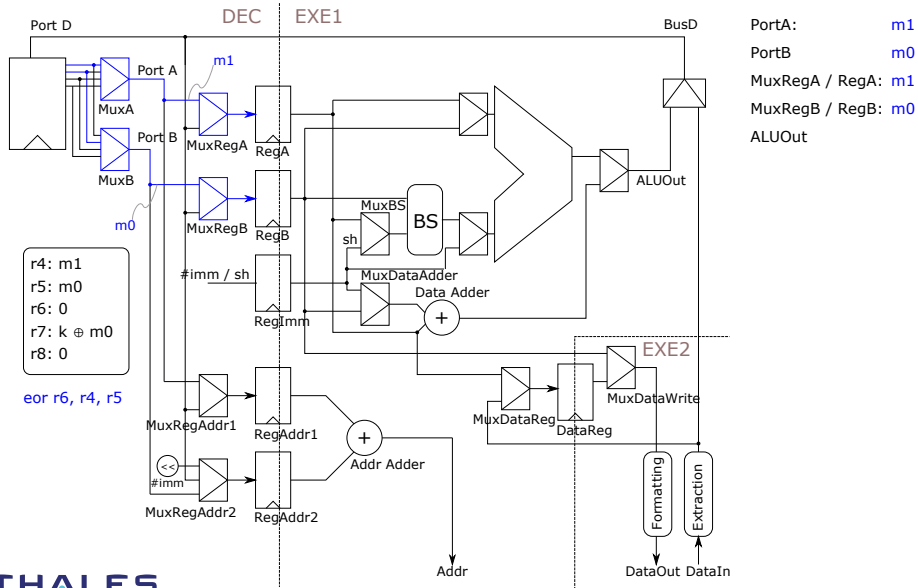 DEC
EXE1
Port D
BusD
Port A
m1
MuxA
MuxRegA
RegA
Port B
MuxB
m0
MuxRegB
RegB
MuxBS
BS
sh
ALUOut
#imm / sh
RegImm
MuxDataAdder
Data Adder
+
r4: m1
r5: m0
r6: 0
r7: k ⊕ m0
r8: 0
eor r6, r4, r5
EXE2
MuxDataWrite
MuxDataReg
DataReg
MuxRegAddr1
RegAddr1
+
Addr Adder
<<
#imm
MuxRegAddr2
RegAddr2
Formatting
Extraction
Addr
DataOut DataIn
PortA: m1
PortB m0
MuxRegA / RegA: m1
MuxRegB / RegB: m0
ALUOut
THALES